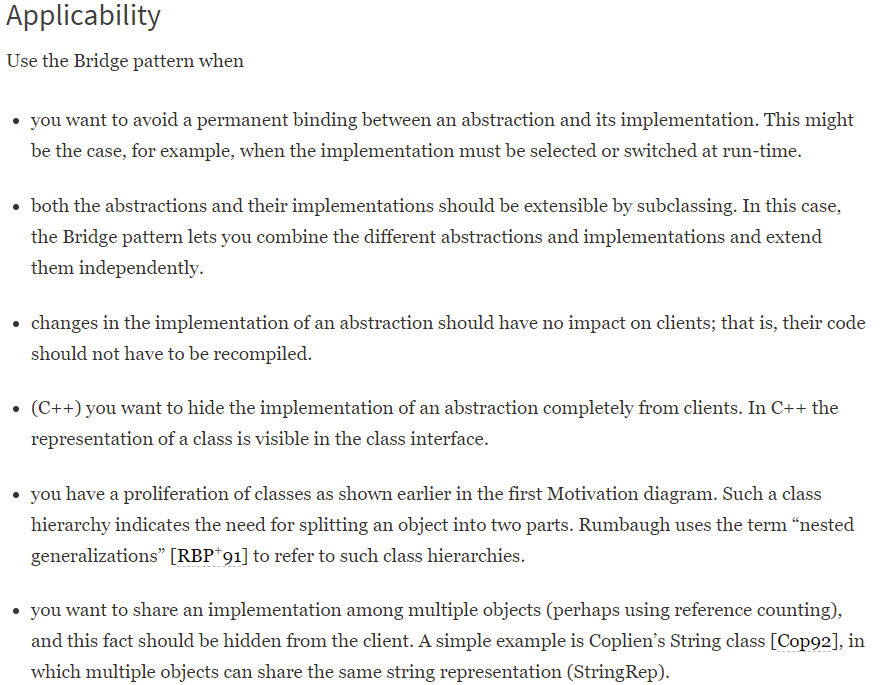 Applicability
Use the Bridge pattern when
• you want to avoid a permanent binding between an abstraction and its implementation. This might
be the case, for example, when the implementation must be selected or switched at run-time.
• both the abstractions and their implementations should be extensible by subclassing. In this case,
the Bridge pattern lets you combine the different abstractions and implementations and extend
them independently.
• changes in the implementation of an abstraction should have no impact on clients; that is, their code
should not have to be recompiled.
• (C++) you want to hide the implementation of an abstraction completely from clients. In C++ the
representation of a class is visible in the class interface.
• you have a proliferation of classes as shown earlier in the first Motivation diagram. Such a class
hierarchy indicates the need for splitting an object into two parts. Rumbaugh uses the term “nested
generalizations” [RBP+91] to refer to such class hierarchies.
• you want to share an implementation among multiple objects (perhaps using reference counting),
and this fact should be hidden from the client. A simple example is Coplien’s String class [Cop92], in
which multiple objects can share the same string representation (StringRep).